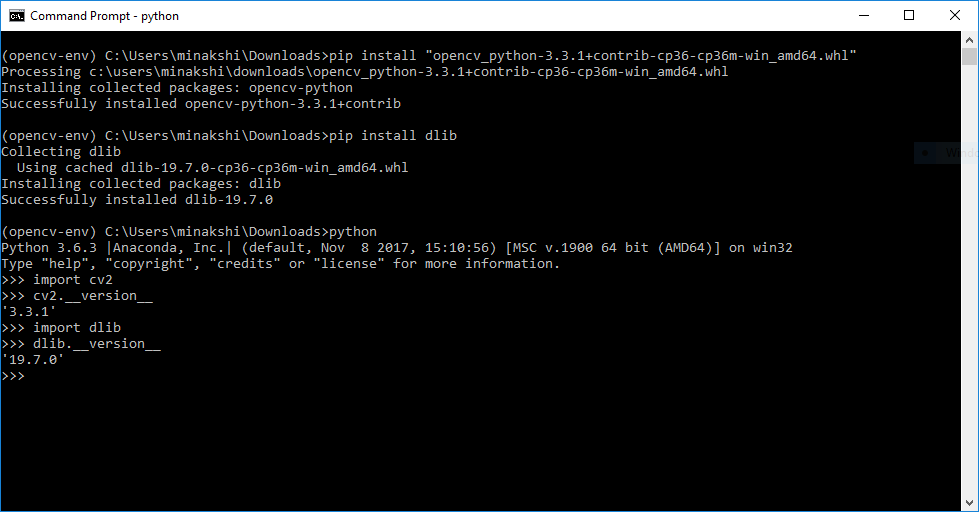 Command Prompt - python
(opencv-env) C:\Users\minakshi\Downloads>pip install "opencv_python-3.3.1+contrib-cp36-cp36m-win_amd64.whl"
Processing c:\users\minakshi\downloads\opencv_python-3.3.1+contrib-cp36-cp36m-win_amd64.whl
Installing collected packages: opencv-python
Successfully installed opencv-python-3.3.1+contrib
(opencv-env) C:\Users\minakshi\Downloads>pip install dlib
Collecting dlib
  Using cached dlib-19.7.0-cp36-cp36m-win_amd64.whl
Installing collected packages: dlib
Successfully installed dlib-19.7.0
(opencv-env) C:\Users\minakshi\Downloads>python
Python 3.6.3 |Anaconda, Inc.| (default, Nov  8 2017, 15:10:56) [MSC v.1900 64 bit (AMD64)] on win32
Type "help", "copyright", "credits" or "license" for more information.
>>> import cv2
>>> cv2.__version__
'3.3.1'
>>> import dlib
>>> dlib.__version__
'19.7.0'
>>>